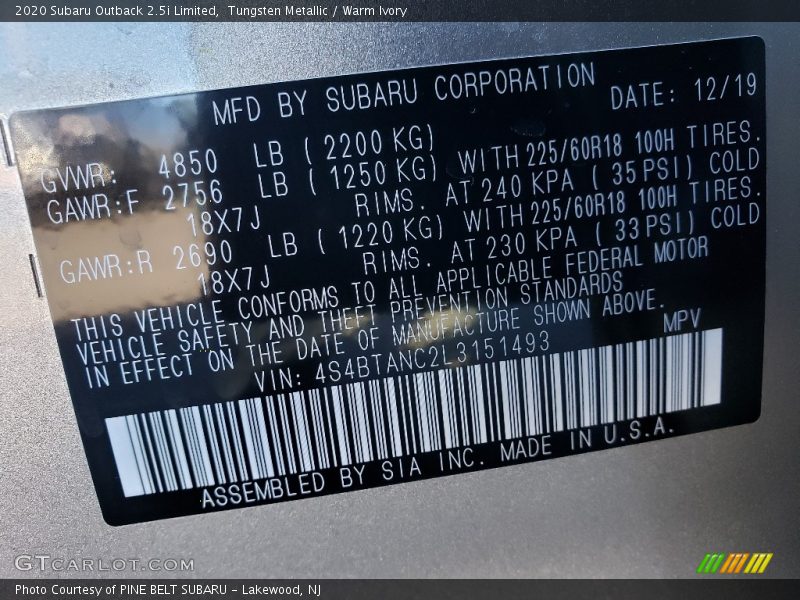 2020 Subaru Outback 2.5i Limited,  Tungsten Metallic / Warm Ivory
MFD BY SUBARU CORPORATION
DATE: 12/19
GVWR: 4850 LB ( 2200 KG)
GAWR:F 2756 LB ( 1250 KG) WITH 225/60R18 100H TIRES.
18X7J RIMS. AT 240 KPA ( 35 PSI) COLD
GAWR:R 2690 LB ( 1220 KG) WITH 225/60R18 100H TIRES.
18X7J RIMS. AT 230 KPA ( 33 PSI) COLD
THIS VEHICLE CONFORMS TO ALL APPLICABLE FEDERAL MOTOR
VEHICLE SAFETY AND THEFT PREVENTION STANDARDS
IN EFFECT ON THE DATE OF MANUFACTURE SHOWN ABOVE.
VIN: 4S4BTANC2L3151493 MPV
ASSEMBLED BY SIA INC. MADE IN U.S.A.
GTCARLOT.COM
Photo Courtesy of PINE BELT SUBARU - Lakewood, NJ